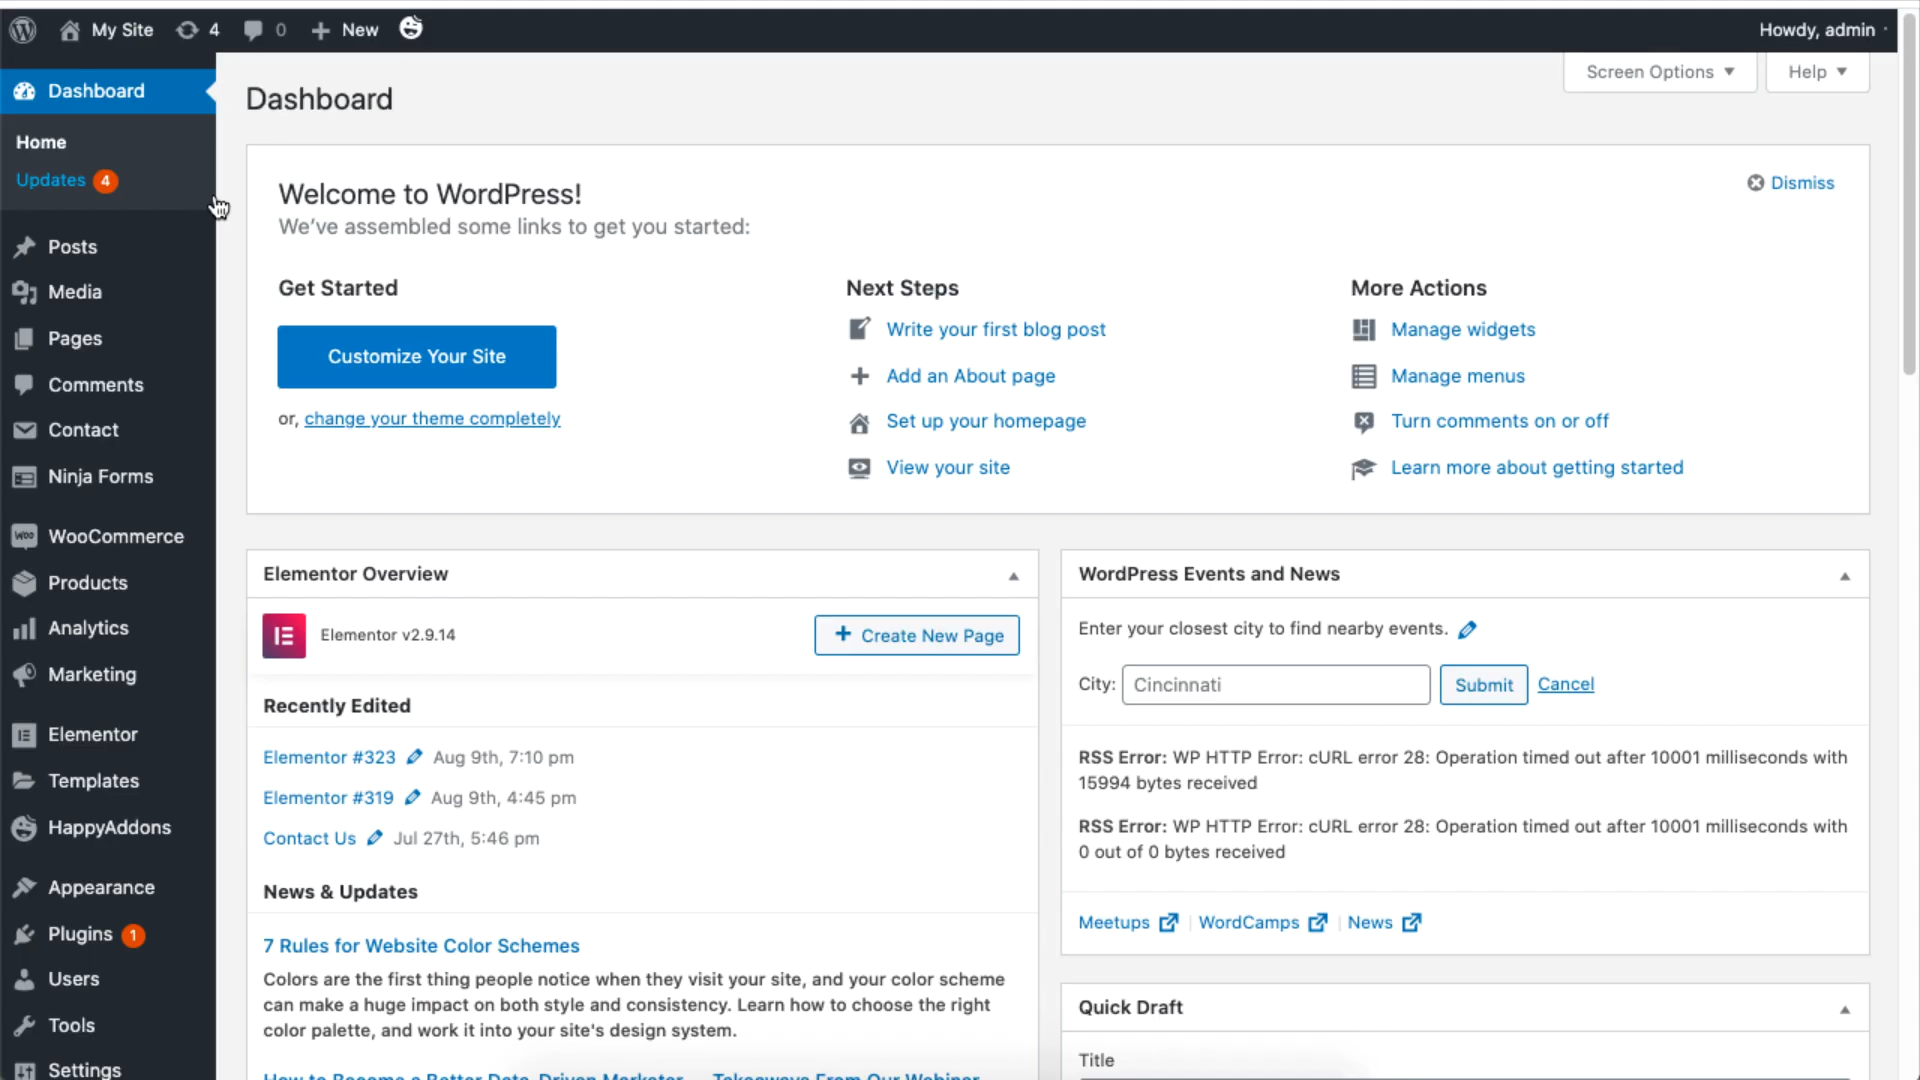 My Site 4 0 New Howdy, admin
Screen Options Help
Dashboard
Home
Updates 4
Posts
Media
Pages
Comments
Contact
Ninja Forms
WooCommerce
Products
Analytics
Marketing
Elementor
Templates
HappyAddons
Appearance
Plugins 1
Users
Tools
Settings
Dashboard
Welcome to WordPress!
We've assembled some links to get you started:
Dismiss
Get Started
Customize Your Site
or, change your theme completely
Next Steps
Write your first blog post
Add an About page
Set up your homepage
View your site
More Actions
Manage widgets
Manage menus
Turn comments on or off
Learn more about getting started
Elementor Overview
Elementor v2.9.14
Create New Page
Recently Edited
Elementor #323 Aug 9th, 7:10 pm
Elementor #319 Aug 9th, 4:45 pm
Contact Us Jul 27th, 5:46 pm
News & Updates
7 Rules for Website Color Schemes
Colors are the first thing people notice when they visit your site, and your color scheme
can make a huge impact on both style and consistency. Learn how to choose the right
color palette, and work it into your site's design system.
How to Become a Better Data-Driven Marketer — Takeaways From Our Webinar
WordPress Events and News
Enter your closest city to find nearby events.
City: Cincinnati Submit Cancel
RSS Error: WP HTTP Error: cURL error 28: Operation timed out after 10001 milliseconds with
15994 bytes received
RSS Error: WP HTTP Error: cURL error 28: Operation timed out after 10001 milliseconds with
0 out of 0 bytes received
Meetups | WordCamps | News
Quick Draft
Title